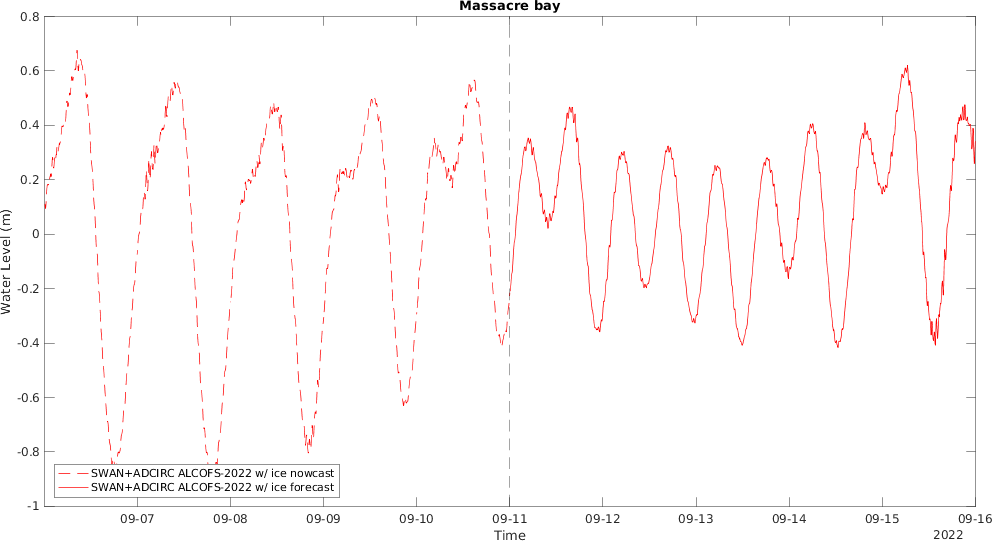 Massacre bay
0.8
0.6
0.4
0.2
0
-0.2
-0.4
-0.6
-0.8
-1
Water Level (m)
SWAN+ADCIRC ALCOFS-2022 w/ ice nowcast
SWAN+ADCIRC ALCOFS-2022 w/ ice forecast
09-07 09-08 09-09 09-10 09-11 09-12 09-13 09-14 09-15 09-16
Time
2022